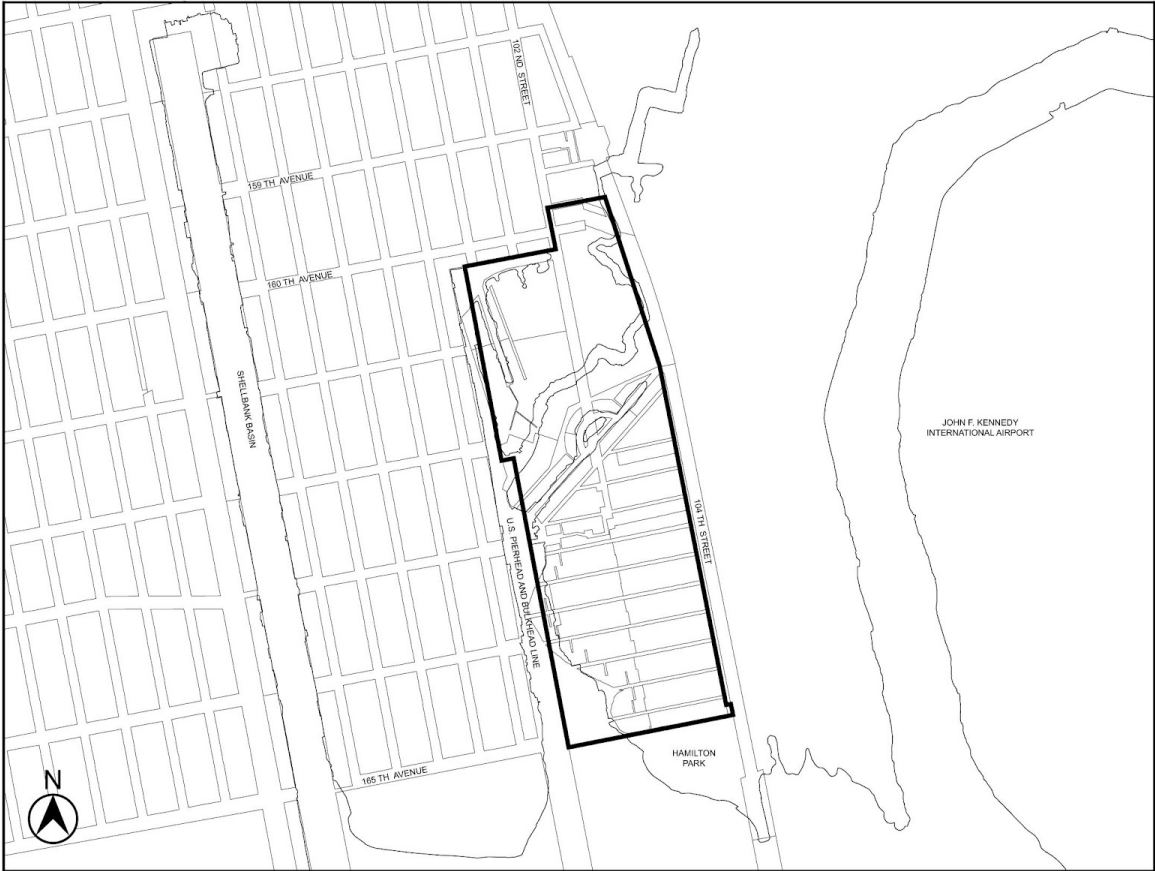 102 ND STREET
159 TH AVENUE
160 TH AVENUE
SHELLBANK BASIN
JOHN F. KENNEDY
INTERNATIONAL AIRPORT
104 TH STREET
U.S. PIERHEAD AND BULKHEAD LINE
HAMILTON
PARK
165 TH AVENUE
N